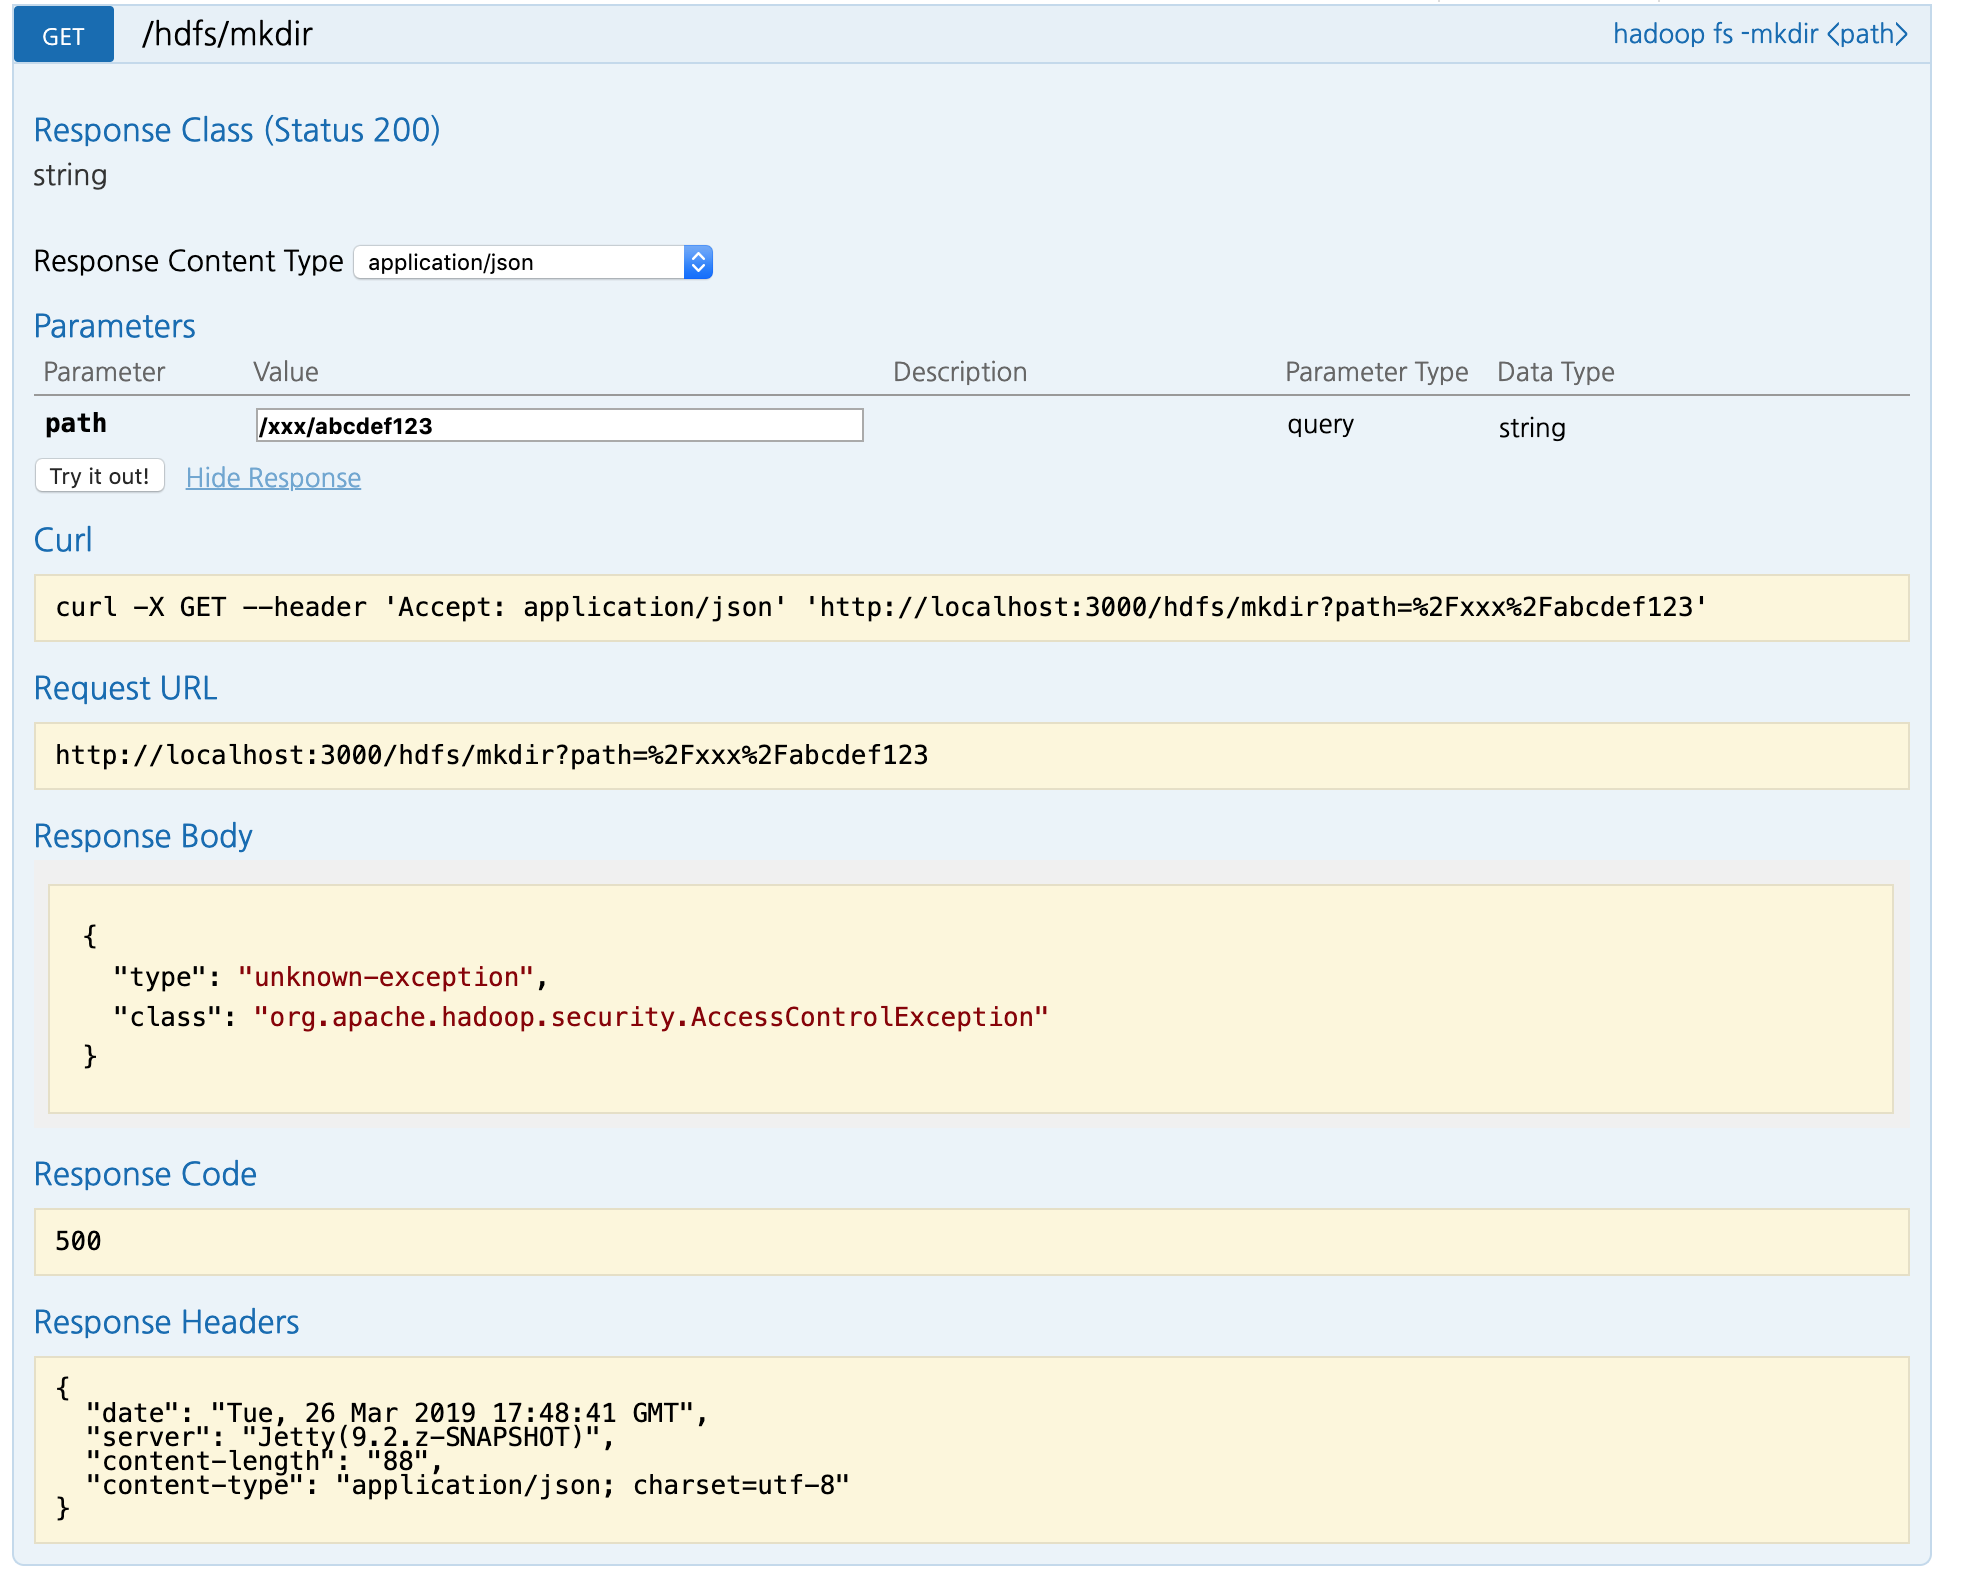 GET /hdfs/mkdir hadoop fs -mkdir <path>
Response Class (Status 200)
string
Response Content Type application/json
Parameters
Parameter Value Description Parameter Type Data Type
path /xxx/abcdef123 query string
Try it out! Hide Response
Curl
curl -X GET --header 'Accept: application/json' 'http://localhost:3000/hdfs/mkdir?path=%2Fxxx%2Fabcdef123'
Request URL
http://localhost:3000/hdfs/mkdir?path=%2Fxxx%2Fabcdef123
Response Body
{
  "type": "unknown-exception",
  "class": "org.apache.hadoop.security.AccessControlException"
}
Response Code
500
Response Headers
{
  "date": "Tue, 26 Mar 2019 17:48:41 GMT",
  "server": "Jetty(9.2.z-SNAPSHOT)",
  "content-length": "88",
  "content-type": "application/json; charset=utf-8"
}